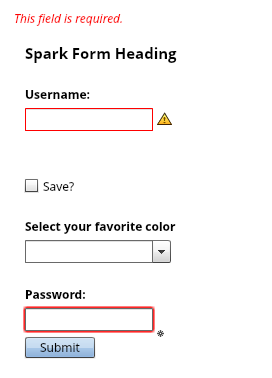 This field is required.
Spark Form Heading
Username:
Save?
Select your favorite color
Password:
Submit